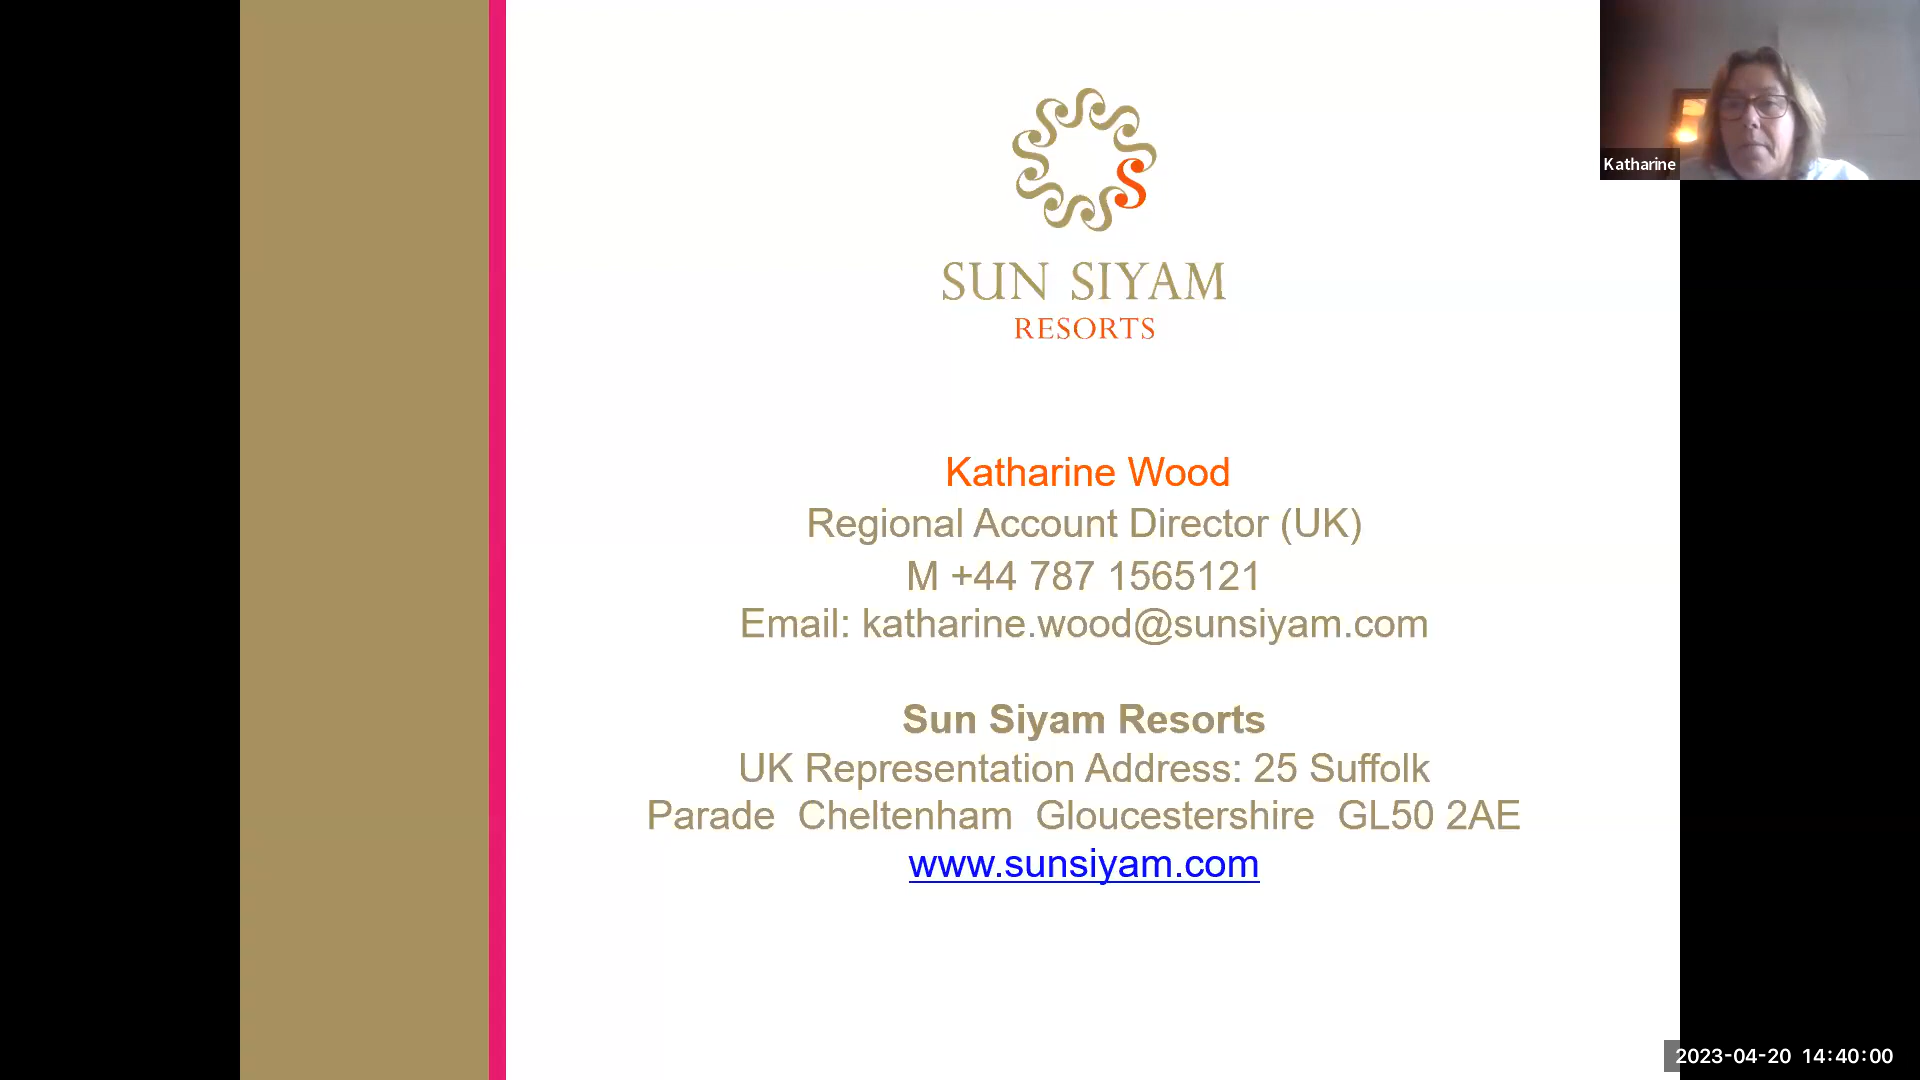 SUN SIYAM
RESORTS
Katharine
Katharine Wood
Regional Account Director (UK)
M +44 787 1565121
Email: katharine.wood@sunsiyam.com
Sun Siyam Resorts
UK Representation Address: 25 Suffolk
Parade  Cheltenham  Gloucestershire  GL50 2AE
www.sunsiyam.com
2023-04-20 14:40:00